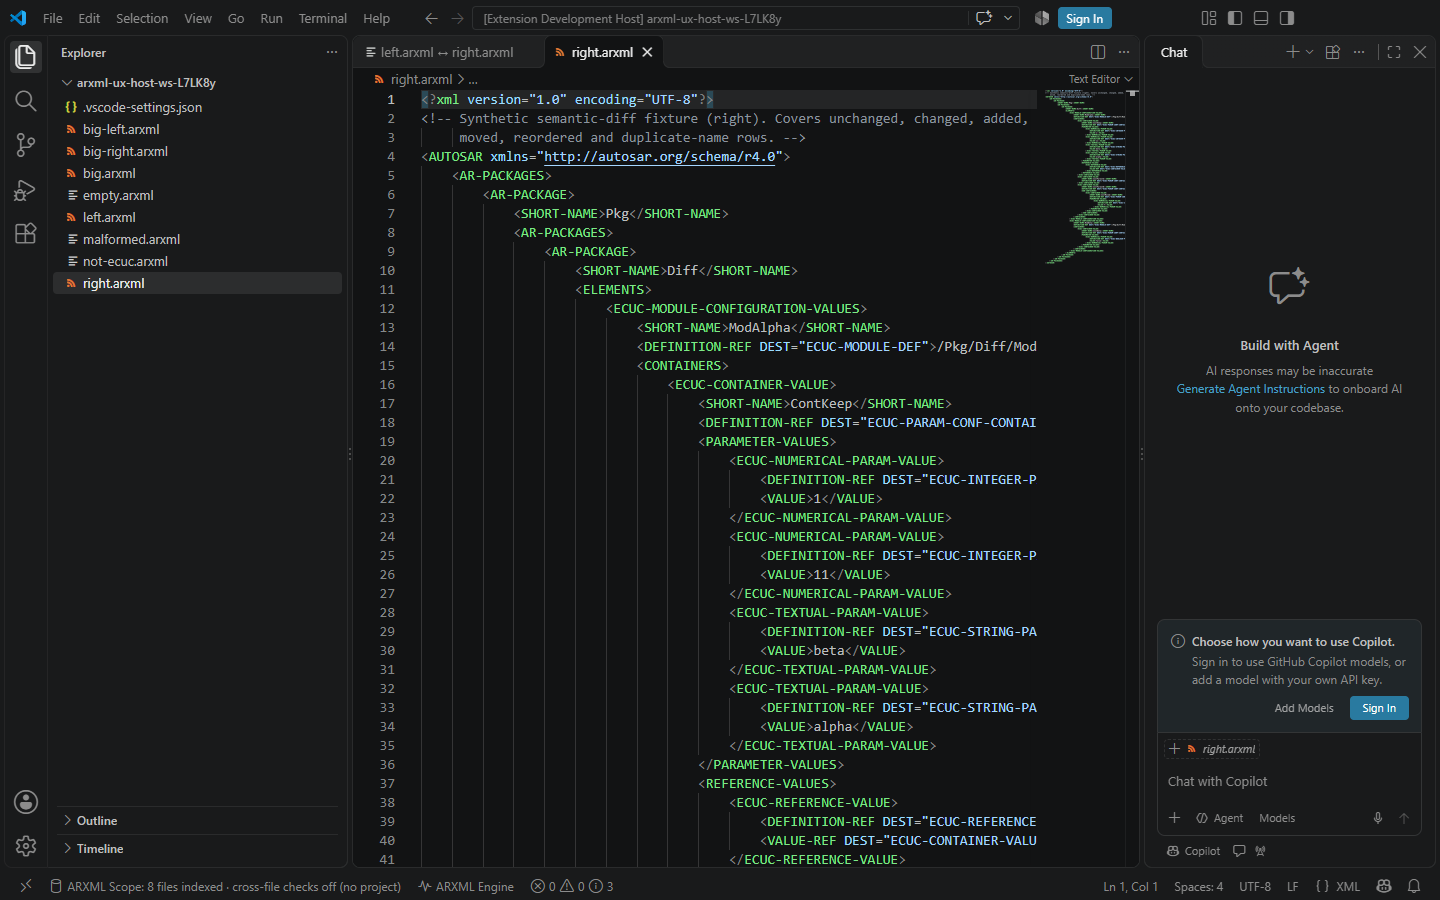 File Edit Selection View Go Run Terminal Help
[Extension Development Host] arxml-ux-host-ws-L7LK8y
Sign In
Explorer
arxml-ux-host-ws-L7LK8y
.vscode-settings.json
big-left.arxml
big-right.arxml
big.arxml
empty.arxml
left.arxml
malformed.arxml
not-ecuc.arxml
right.arxml
Outline
Timeline
left.arxml ↔ right.arxml
right.arxml
right.arxml > ...
Text Editor
1 <?xml version="1.0" encoding="UTF-8"?>
2 <!-- Synthetic semantic-diff fixture (right). Covers unchanged, changed, added,
3 moved, reordered and duplicate-name rows. -->
4 <AUTOSAR xmlns="http://autosar.org/schema/r4.0">
5 <AR-PACKAGES>
6 <AR-PACKAGE>
7 <SHORT-NAME>Pkg</SHORT-NAME>
8 <AR-PACKAGES>
9 <AR-PACKAGE>
10 <SHORT-NAME>Diff</SHORT-NAME>
11 <ELEMENTS>
12 <ECUC-MODULE-CONFIGURATION-VALUES>
13 <SHORT-NAME>ModAlpha</SHORT-NAME>
14 <DEFINITION-REF DEST="ECUC-MODULE-DEF">/Pkg/Diff/Mod
15 <CONTAINERS>
16 <ECUC-CONTAINER-VALUE>
17 <SHORT-NAME>ContKeep</SHORT-NAME>
18 <DEFINITION-REF DEST="ECUC-PARAM-CONF-CONTAI
19 <PARAMETER-VALUES>
20 <ECUC-NUMERICAL-PARAM-VALUE>
21 <DEFINITION-REF DEST="ECUC-INTEGER-P
22 <VALUE>1</VALUE>
23 </ECUC-NUMERICAL-PARAM-VALUE>
24 <ECUC-NUMERICAL-PARAM-VALUE>
25 <DEFINITION-REF DEST="ECUC-INTEGER-P
26 <VALUE>11</VALUE>
27 </ECUC-NUMERICAL-PARAM-VALUE>
28 <ECUC-TEXTUAL-PARAM-VALUE>
29 <DEFINITION-REF DEST="ECUC-STRING-PA
30 <VALUE>beta</VALUE>
31 </ECUC-TEXTUAL-PARAM-VALUE>
32 <ECUC-TEXTUAL-PARAM-VALUE>
33 <DEFINITION-REF DEST="ECUC-STRING-PA
34 <VALUE>alpha</VALUE>
35 </ECUC-TEXTUAL-PARAM-VALUE>
36 </PARAMETER-VALUES>
37 <REFERENCE-VALUES>
38 <ECUC-REFERENCE-VALUE>
39 <DEFINITION-REF DEST="ECUC-REFERENCE
40 <VALUE-REF DEST="ECUC-CONTAINER-VALU
41 </ECUC-REFERENCE-VALUE>
Chat
Build with Agent
AI responses may be inaccurate
Generate Agent Instructions to onboard AI
onto your codebase.
Choose how you want to use Copilot.
Sign in to use GitHub Copilot models, or
add a model with your own API key.
Add Models
Sign In
right.arxml
Chat with Copilot
Agent
Models
Copilot
ARXML Scope: 8 files indexed · cross-file checks off (no project)
ARXML Engine
0 0 3
Ln 1, Col 1
Spaces: 4
UTF-8
LF
{ } XML